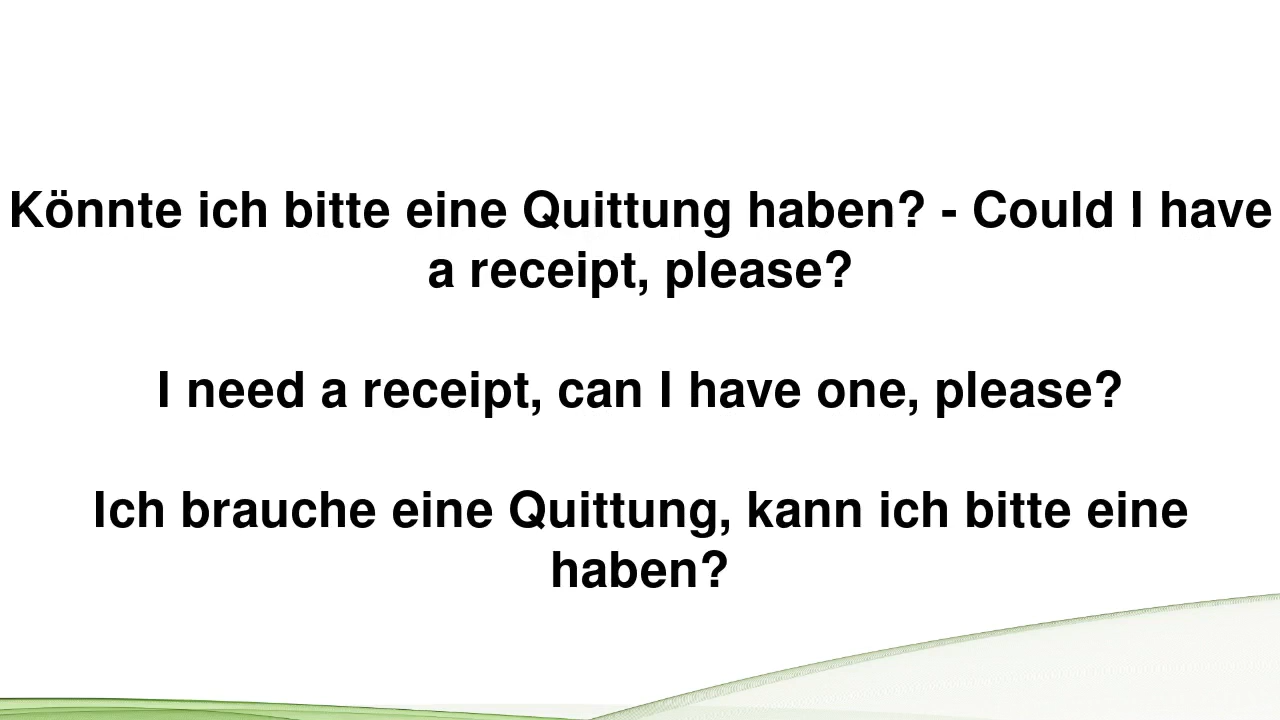 Könnte ich bitte eine Quittung haben? - Could I have
a receipt, please?
I need a receipt, can I have one, please?
Ich brauche eine Quittung, kann ich bitte eine
haben?